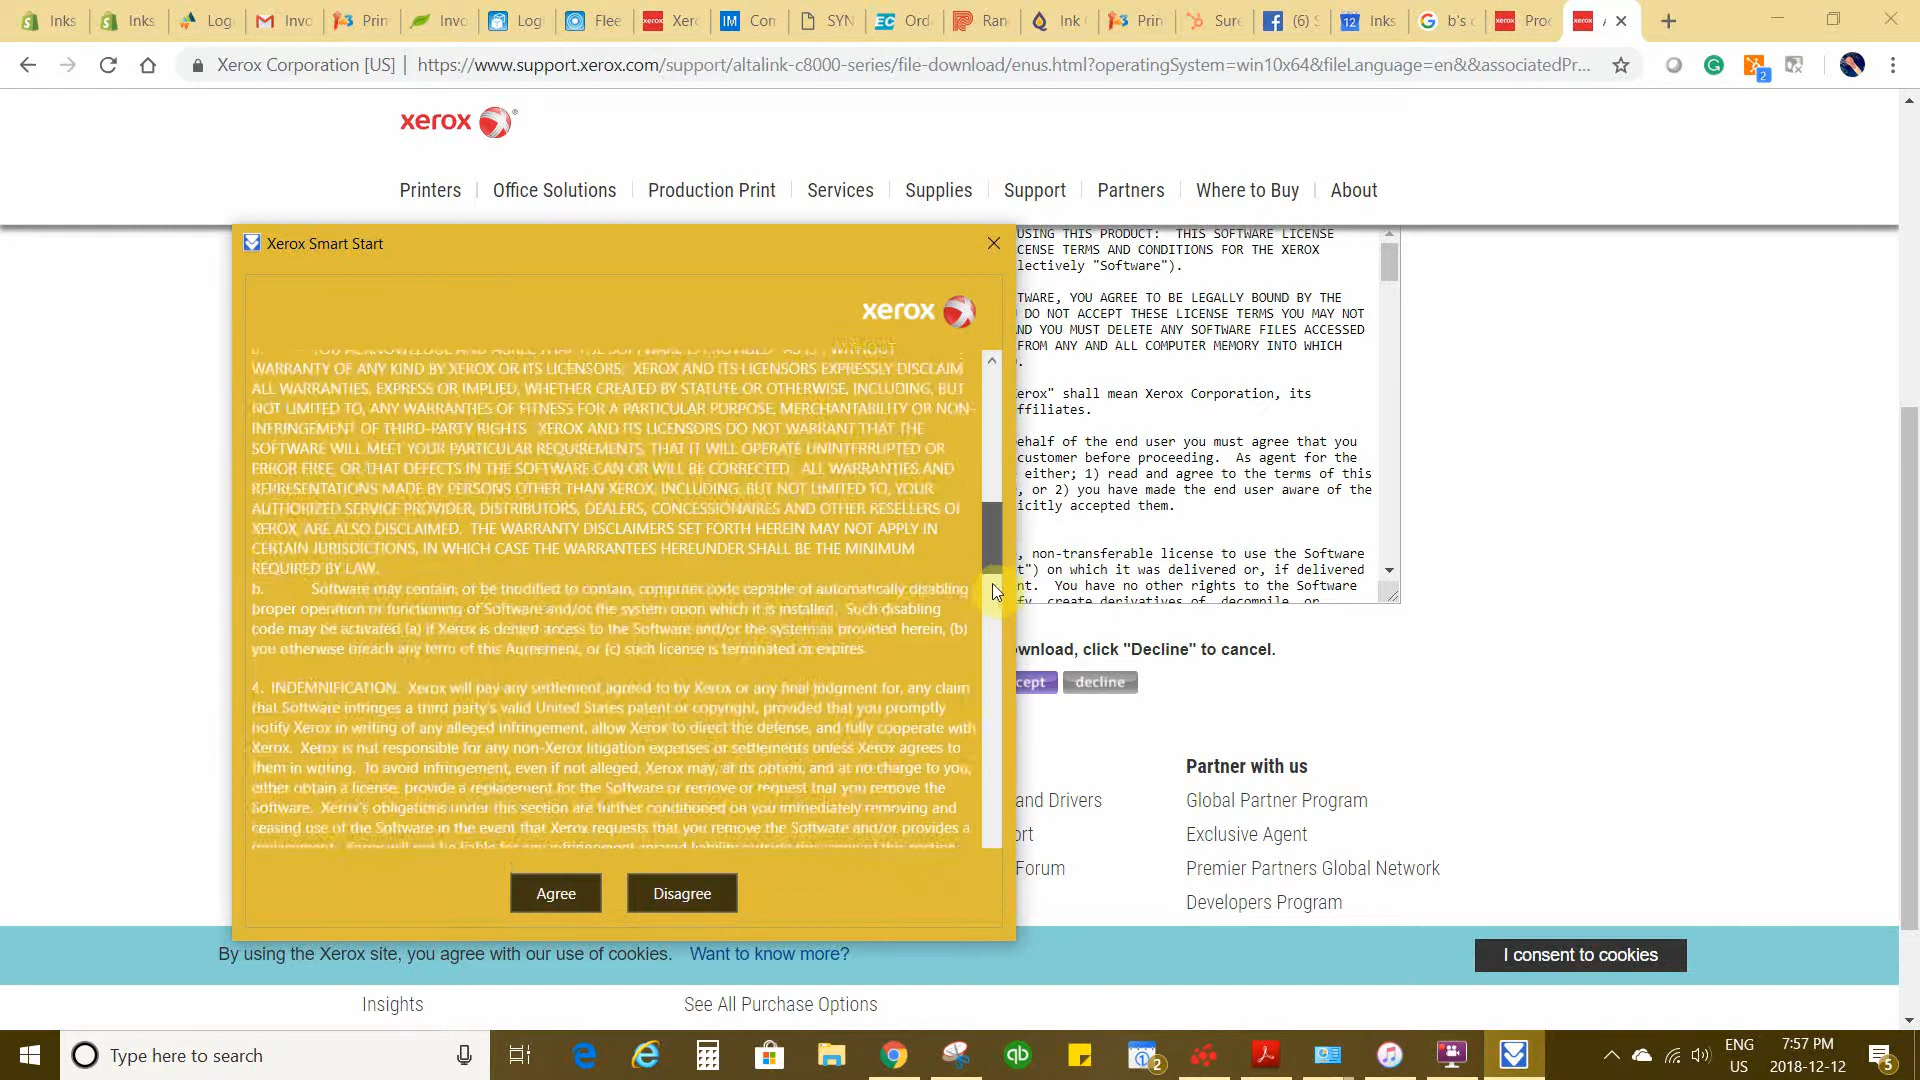 Inks
Inks
Log
Invo
Prin
Invo
Log
Flee
Xero
Con
SYN
Ord
Ran
Ink
Prin
Sure
(6) S
Inks
b's
Prod
Xerox Corporation [US] | https://www.support.xerox.com/support/altalink-c8000-series/file-download/enus.html?operatingSystem=win10x64&fileLanguage=en&&associatedPr...
xerox
Printers
Office Solutions
Production Print
Services
Supplies
Support
Partners
Where to Buy
About
Xerox Smart Start
xerox
YOU ACKNOWLEDGE AND AGREE THAT THE SOFTWARE IS PROVIDED "AS IS", WITHOUT
WARRANTY OF ANY KIND BY XEROX OR ITS LICENSORS. XEROX AND ITS LICENSORS EXPRESSLY DISCLAIM
ALL WARRANTIES, EXPRESS OR IMPLIED, WHETHER CREATED BY STATUTE OR OTHERWISE, INCLUDING, BUT
NOT LIMITED TO, ANY WARRANTIES OF FITNESS FOR A PARTICULAR PURPOSE, MERCHANTABILITY OR NON-
INFRINGEMENT OF THIRD-PARTY RIGHTS XEROX AND ITS LICENSORS DO NOT WARRANT THAT THE
SOFTWARE WILL MEET YOUR PARTICULAR REQUIREMENTS, THAT IT WILL OPERATE UNINTERRUPTED OR
ERROR FREE, OR THAT DEFECTS IN THE SOFTWARE CAN OR WILL BE CORRECTED ALL WARRANTIES AND
REPRESENTATIONS MADE BY PERSONS OTHER THAN XEROX, INCLUDING, BUT NOT LIMITED TO, YOUR
AUTHORIZED SERVICE PROVIDER, DISTRIBUTORS, DEALERS, CONCESSIONAIRES AND OTHER RESELLERS OF
XEROX, ARE ALSO DISCLAIMED. THE WARRANTY DISCLAIMERS SET FORTH HEREIN MAY NOT APPLY IN
CERTAIN JURISDICTIONS, IN WHICH CASE THE WARRANTEES HEREUNDER SHALL BE THE MINIMUM
REQUIRED BY LAW.
b. Software may contain, or be modified to contain, computer code capable of automatically disabling
proper operation or functioning of Software and/or the system upon which it is installed. Such disabling
code may be activated (a) if Xerox is denied access to the Software and/or the system as provided herein, (b)
you otherwise breach any term of this Agreement, or (c) such license is terminated or expires.
4. INDEMNIFICATION. Xerox will pay any settlement agreed to by Xerox or any final judgment for, any claim
that Software infringes a third party's valid United States patent or copyright, provided that you promptly
notify Xerox in writing of any alleged infringement, allow Xerox to direct the defense, and fully cooperate with
Xerox. Xerox is not responsible for any non-Xerox litigation expenses or settlements unless Xerox agrees to
them in writing. To avoid infringement, even if not alleged, Xerox may, at its option, and at no charge to you,
either obtain a license, provide a replacement for the Software or remove or request that you remove the
Software. Xerox's obligations under this section are further conditioned on you immediately removing and
ceasing use of the Software in the event that Xerox requests that you remove the Software and/or provides a
Agree
Disagree
USING THIS PRODUCT: THIS SOFTWARE LICENSE
CENSE TERMS AND CONDITIONS FOR THE XEROX
lectively "Software").
TWARE, YOU AGREE TO BE LEGALLY BOUND BY THE
DO NOT ACCEPT THESE LICENSE TERMS YOU MAY NOT
ND YOU MUST DELETE ANY SOFTWARE FILES ACCESSED
FROM ANY AND ALL COMPUTER MEMORY INTO WHICH
.
erox" shall mean Xerox Corporation, its
ffiliates.
ehalf of the end user you must agree that you
customer before proceeding. As agent for the
either; 1) read and agree to the terms of this
, or 2) you have made the end user aware of the
icitly accepted them.
, non-transferable license to use the Software
t") on which it was delivered or, if delivered
nt. You have no other rights to the Software
fy, create derivatives of, decompile, or
ownload, click "Decline" to cancel.
cept
decline
Partner with us
and Drivers
Global Partner Program
ort
Exclusive Agent
Forum
Premier Partners Global Network
Developers Program
By using the Xerox site, you agree with our use of cookies. Want to know more?
I consent to cookies
Insights
See All Purchase Options
Type here to search
ENG
US
7:57 PM
2018-12-12